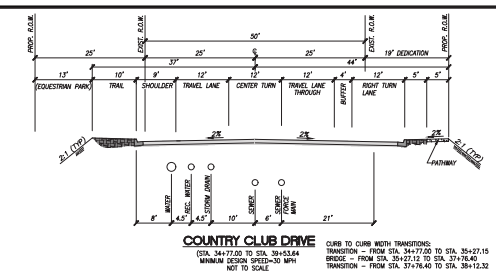 PROP. R.O.W.
EXIST. R.O.W.
EXIST. R.O.W.
PROP. R.O.W.
50'
25'
25'
℄
25'
19' DEDICATION
37'
44'
13'
10'
9'
12'
12'
12'
4'
12'
5'
5'
(EQUESTRIAN PARK)
TRAIL
SHOULDER
TRAVEL LANE
CENTER TURN
TRAVEL LANE
THROUGH
BUFFER
RIGHT TURN
LANE
2:1 (TYP)
2%
2%
2%
2:1 (TYP)
PATHWAY
WATER
REC. WATER
STORM DRAIN
SEWER
SEWER
FORCE
MAIN
8'
4.5'
4.5'
10'
6'
21'
COUNTRY CLUB DRIVE
(STA. 34+77.00 TO STA. 39+53.64
MINIMUM DESIGN SPEED=30 MPH
NOT TO SCALE
CURB TO CURB WIDTH TRANSITIONS:
TRANSITION - FROM STA. 34+77.00 TO STA. 35+27.15
BRIDGE - FROM STA. 35+27.12 TO STA. 37+76.40
TRANSITION - FROM STA. 37+76.40 TO STA. 38+12.32